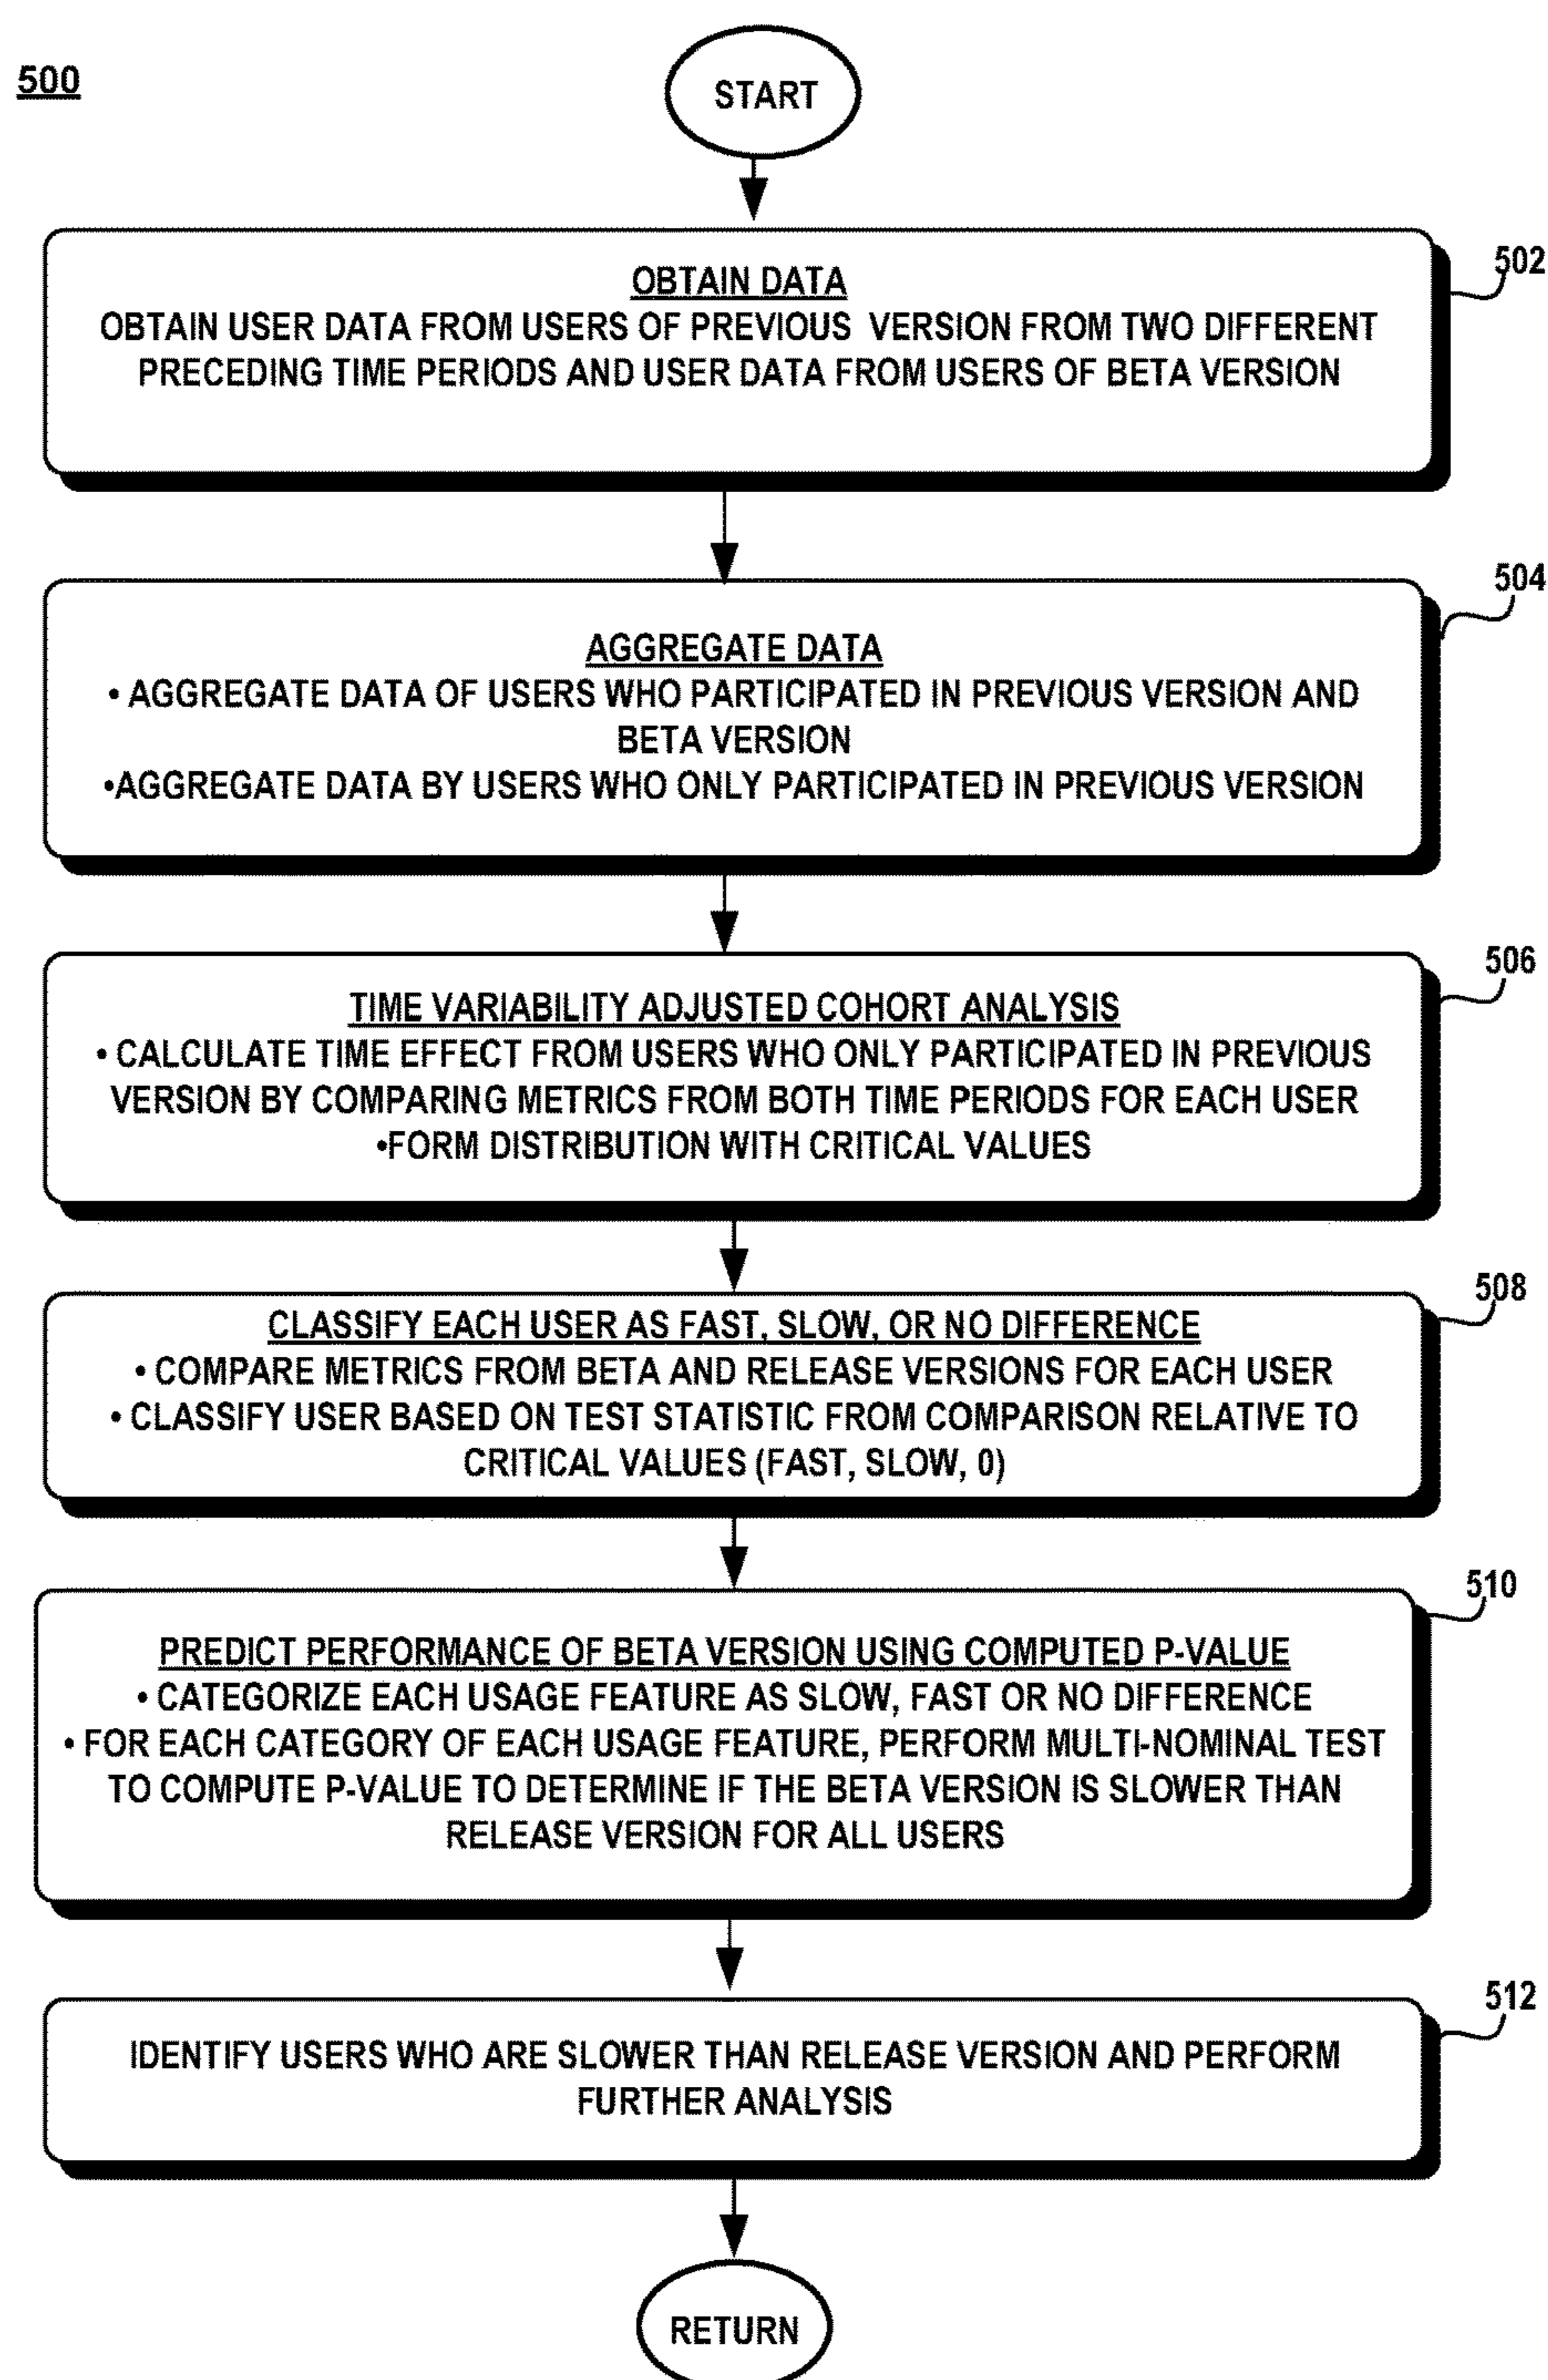 500
START
502
OBTAIN DATA
OBTAIN USER DATA FROM USERS OF PREVIOUS VERSION FROM TWO DIFFERENT
PRECEDING TIME PERIODS AND USER DATA FROM USERS OF BETA VERSION
504
AGGREGATE DATA
• AGGREGATE DATA OF USERS WHO PARTICIPATED IN PREVIOUS VERSION AND
BETA VERSION
•AGGREGATE DATA BY USERS WHO ONLY PARTICIPATED IN PREVIOUS VERSION
506
TIME VARIABILITY ADJUSTED COHORT ANALYSIS
• CALCULATE TIME EFFECT FROM USERS WHO ONLY PARTICIPATED IN PREVIOUS
VERSION BY COMPARING METRICS FROM BOTH TIME PERIODS FOR EACH USER
•FORM DISTRIBUTION WITH CRITICAL VALUES
508
CLASSIFY EACH USER AS FAST, SLOW, OR NO DIFFERENCE
• COMPARE METRICS FROM BETA AND RELEASE VERSIONS FOR EACH USER
• CLASSIFY USER BASED ON TEST STATISTIC FROM COMPARISON RELATIVE TO
CRITICAL VALUES (FAST, SLOW, 0)
510
PREDICT PERFORMANCE OF BETA VERSION USING COMPUTED P-VALUE
• CATEGORIZE EACH USAGE FEATURE AS SLOW, FAST OR NO DIFFERENCE
• FOR EACH CATEGORY OF EACH USAGE FEATURE, PERFORM MULTI-NOMINAL TEST
TO COMPUTE P-VALUE TO DETERMINE IF THE BETA VERSION IS SLOWER THAN
RELEASE VERSION FOR ALL USERS
512
IDENTIFY USERS WHO ARE SLOWER THAN RELEASE VERSION AND PERFORM
FURTHER ANALYSIS
RETURN